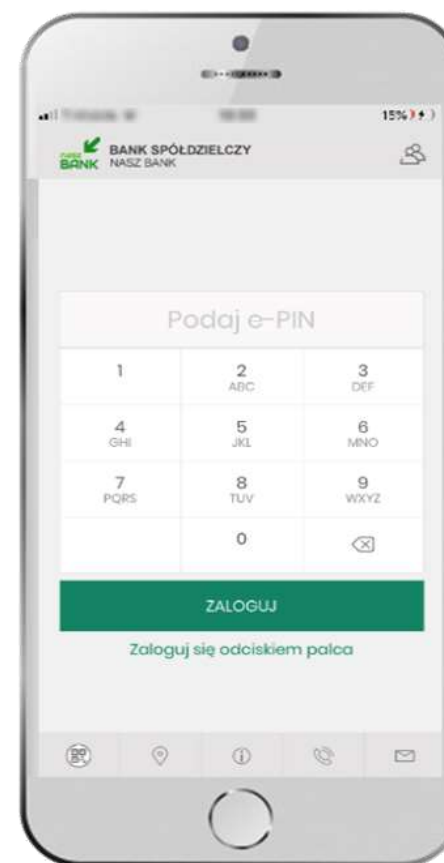 15%
nasz
BANK
BANK SPÓŁDZIELCZY
NASZ BANK
Podaj e-PIN
1
2
3
ABC
DEF
4
5
6
GHI
JKL
MNO
7
8
9
PQRS
TUV
WXYZ
0
ZALOGUJ
Zaloguj się odciskiem palca